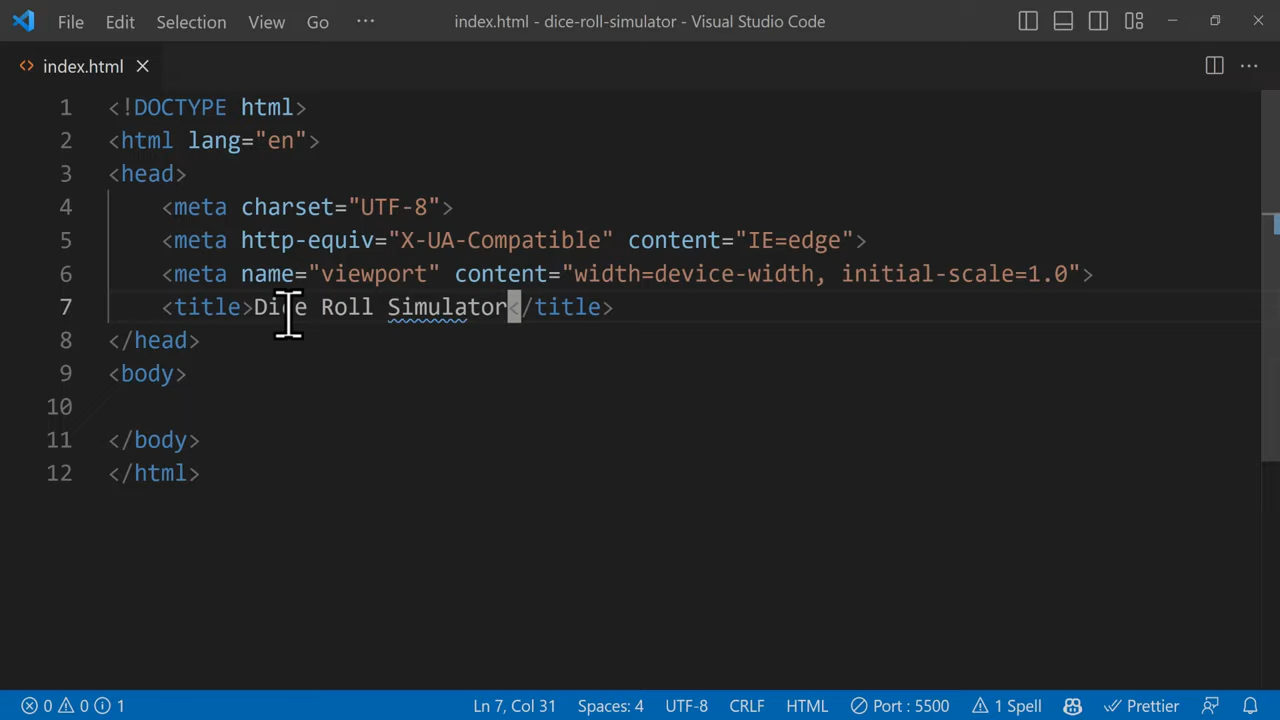 File Edit Selection View Go ··· index.html - dice-roll-simulator - Visual Studio Code
index.html
1 <!DOCTYPE html>
2 <html lang="en">
3 <head>
4 <meta charset="UTF-8">
5 <meta http-equiv="X-UA-Compatible" content="IE=edge">
6 <meta name="viewport" content="width=device-width, initial-scale=1.0">
7 <title>Dice Roll Simulator</title>
8 </head>
9 <body>
10
11 </body>
12 </html>
0 0 1 Ln 7, Col 31 Spaces: 4 UTF-8 CRLF HTML Port : 5500 1 Spell Prettier